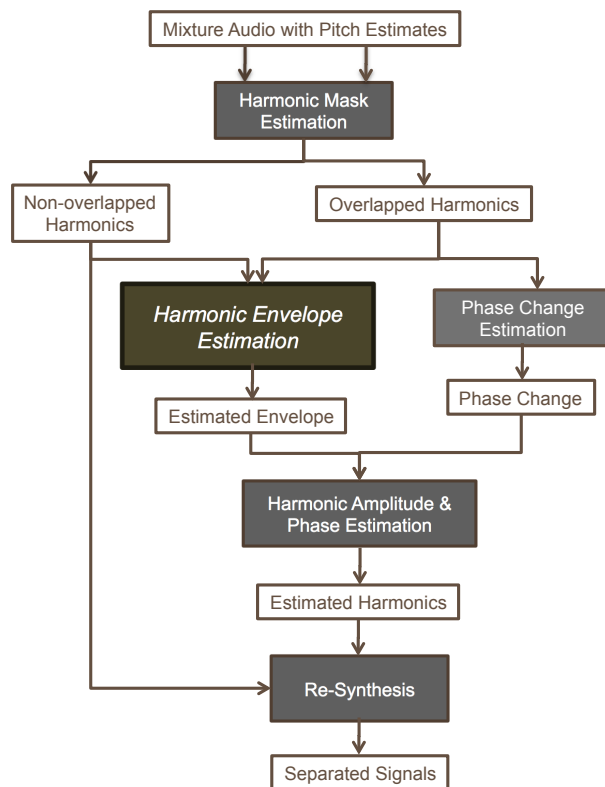 Mixture Audio with Pitch Estimates
Harmonic Mask
Estimation
Non-overlapped
Harmonics
Overlapped Harmonics
Harmonic Envelope
Estimation
Phase Change
Estimation
Estimated Envelope
Phase Change
Harmonic Amplitude &
Phase Estimation
Estimated Harmonics
Re-Synthesis
Separated Signals